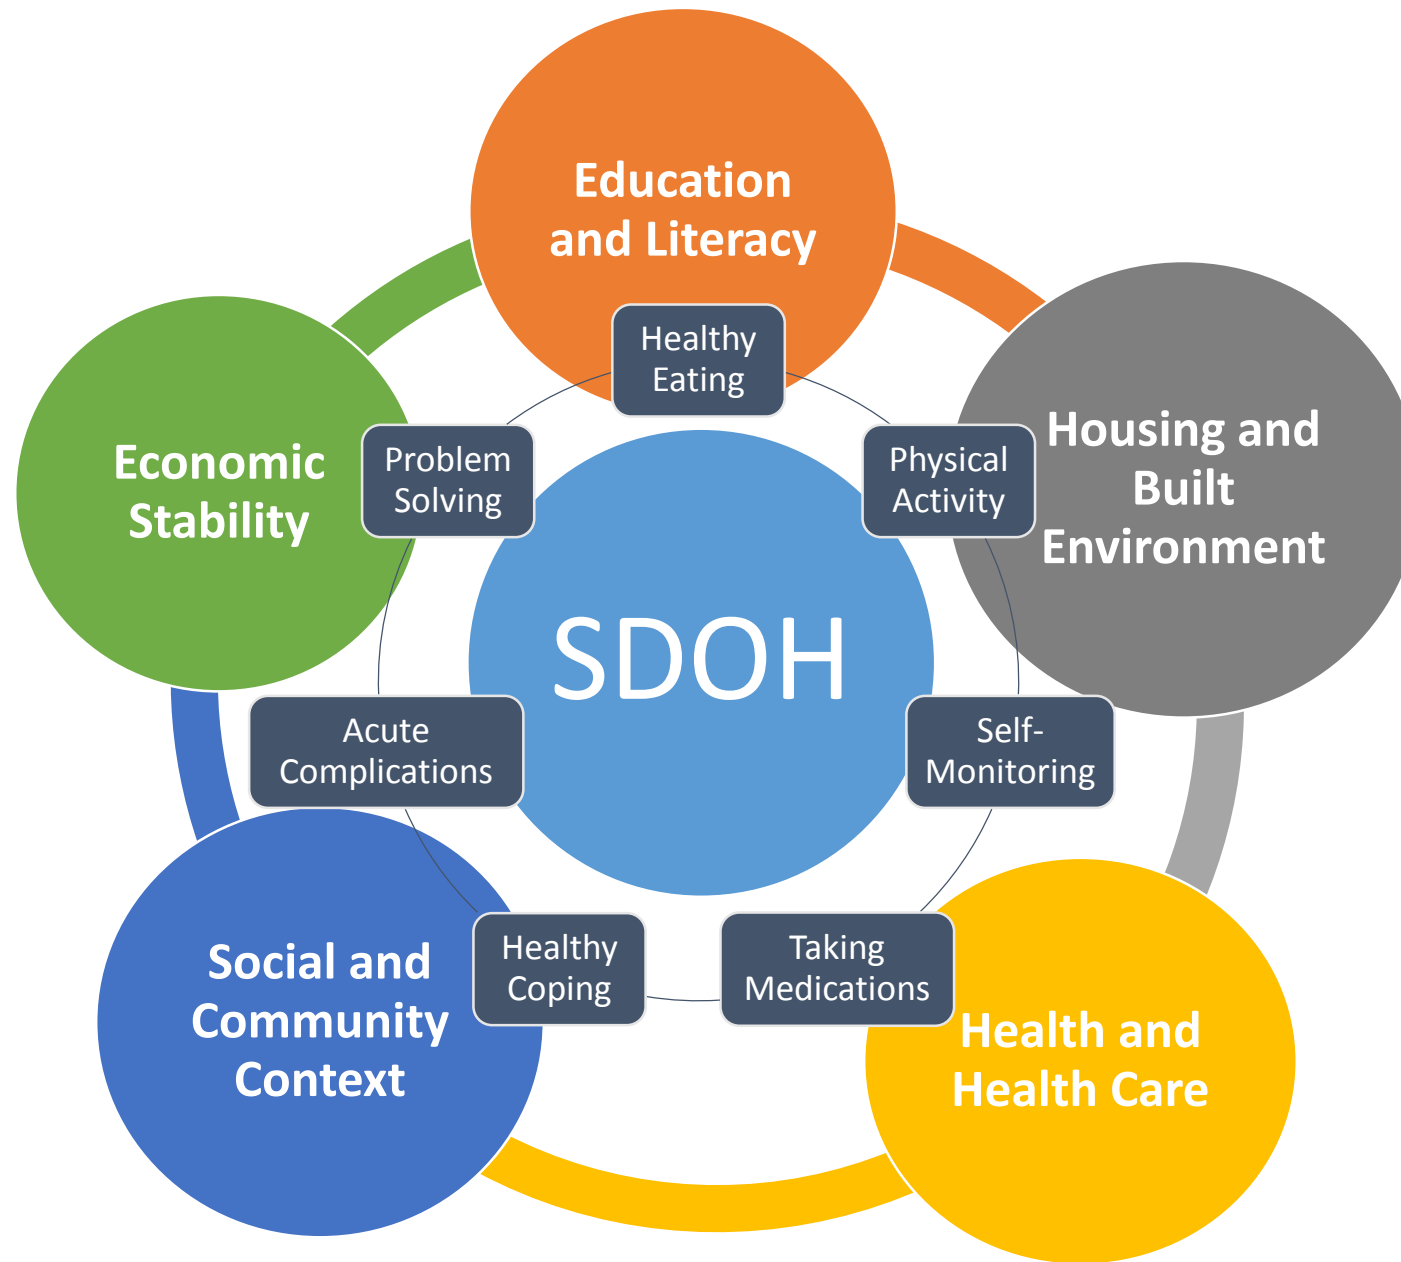 Education
and Literacy
Healthy
Eating
Housing and
Built
Environment
Physical
Activity
Economic
Stability
Problem
Solving
SDOH
Acute
Complications
Self-
Monitoring
Social and
Community
Context
Healthy
Coping
Taking
Medications
Health and
Health Care